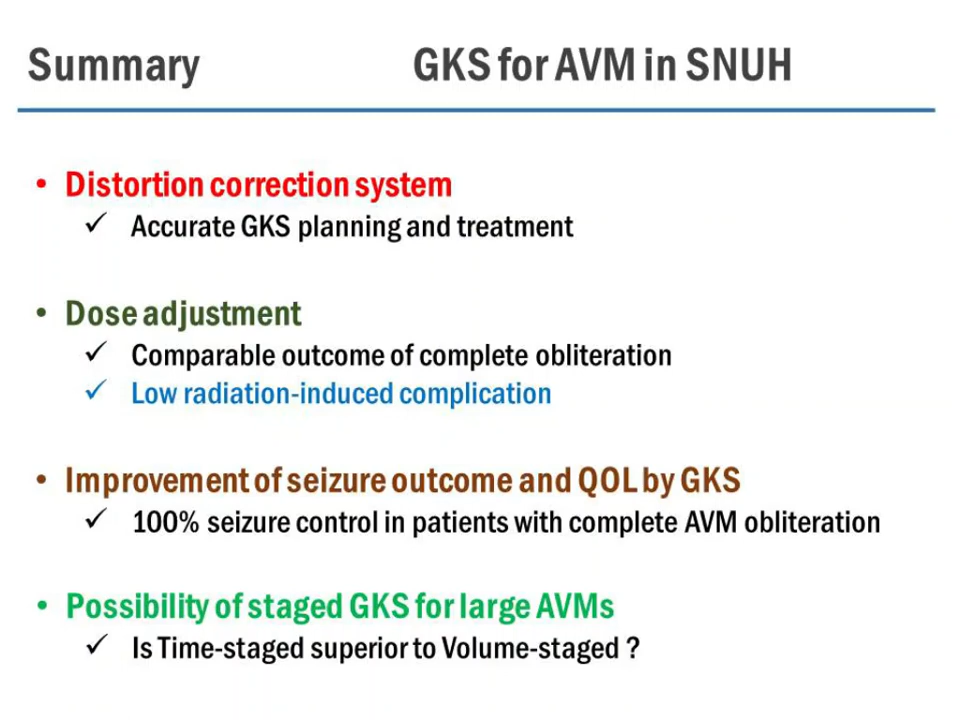 Summary GKS for AVM in SNUH
• Distortion correction system
✓ Accurate GKS planning and treatment
• Dose adjustment
✓ Comparable outcome of complete obliteration
✓ Low radiation-induced complication
• Improvement of seizure outcome and QOL by GKS
✓ 100% seizure control in patients with complete AVM obliteration
• Possibility of staged GKS for large AVMs
✓ Is Time-staged superior to Volume-staged ?